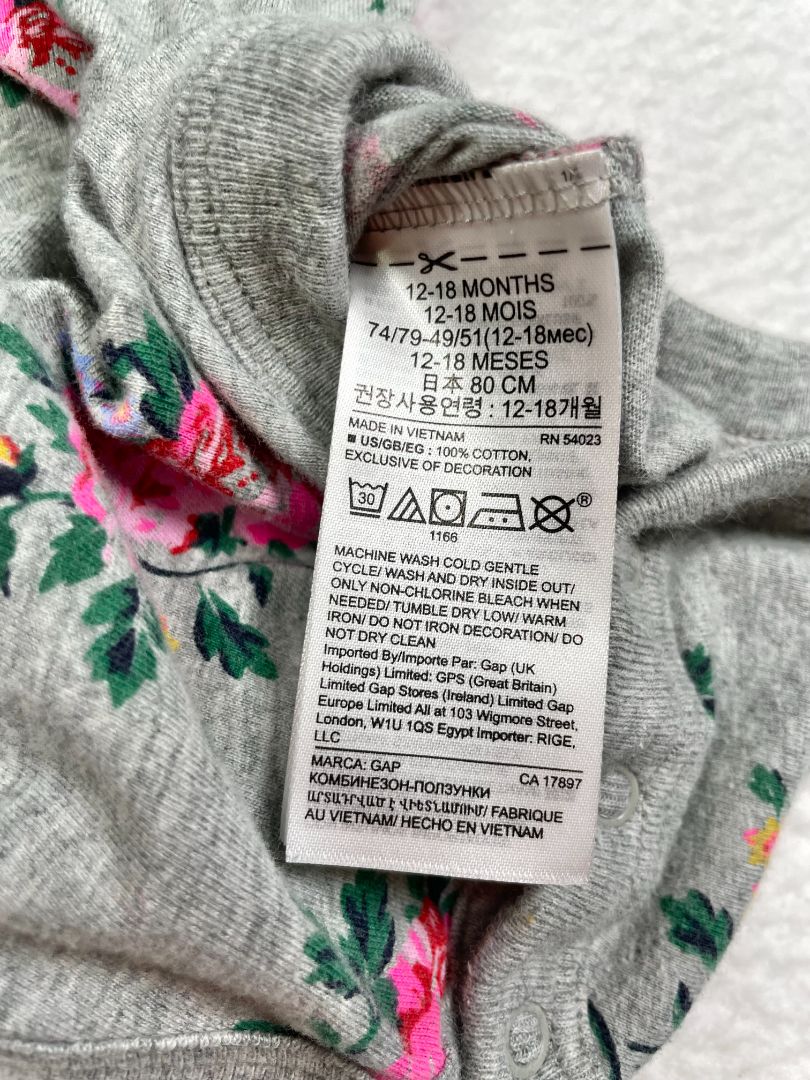 12-18 MONTHS
12-18 MOIS
74/79-49/51(12-18мес)
12-18 MESES
日本 80 CM
권장사용연령 : 12-18개월
MADE IN VIETNAM RN 54023
■ US/GB/EG : 100% COTTON,
EXCLUSIVE OF DECORATION
30 ®
1166
MACHINE WASH COLD GENTLE
CYCLE/ WASH AND DRY INSIDE OUT/
ONLY NON-CHLORINE BLEACH WHEN
NEEDED/ TUMBLE DRY LOW/ WARM
IRON/ DO NOT IRON DECORATION/ DO
NOT DRY CLEAN
Imported By/Importe Par: Gap (UK
Holdings) Limited: GPS (Great Britain)
Limited Gap Stores (Ireland) Limited Gap
Europe Limited All at 103 Wigmore Street,
London, W1U 1QS Egypt Importer: RIGE,
LLC
MARCA: GAP CA 17897
КОМБИНЕЗОН-ПОЛЗУНКИ
ԱՐՏԱԴՐՎԱԾ Է ՎԻԵՏՆԱՄՈՒՄ/ FABRIQUE
AU VIETNAM/ HECHO EN VIETNAM